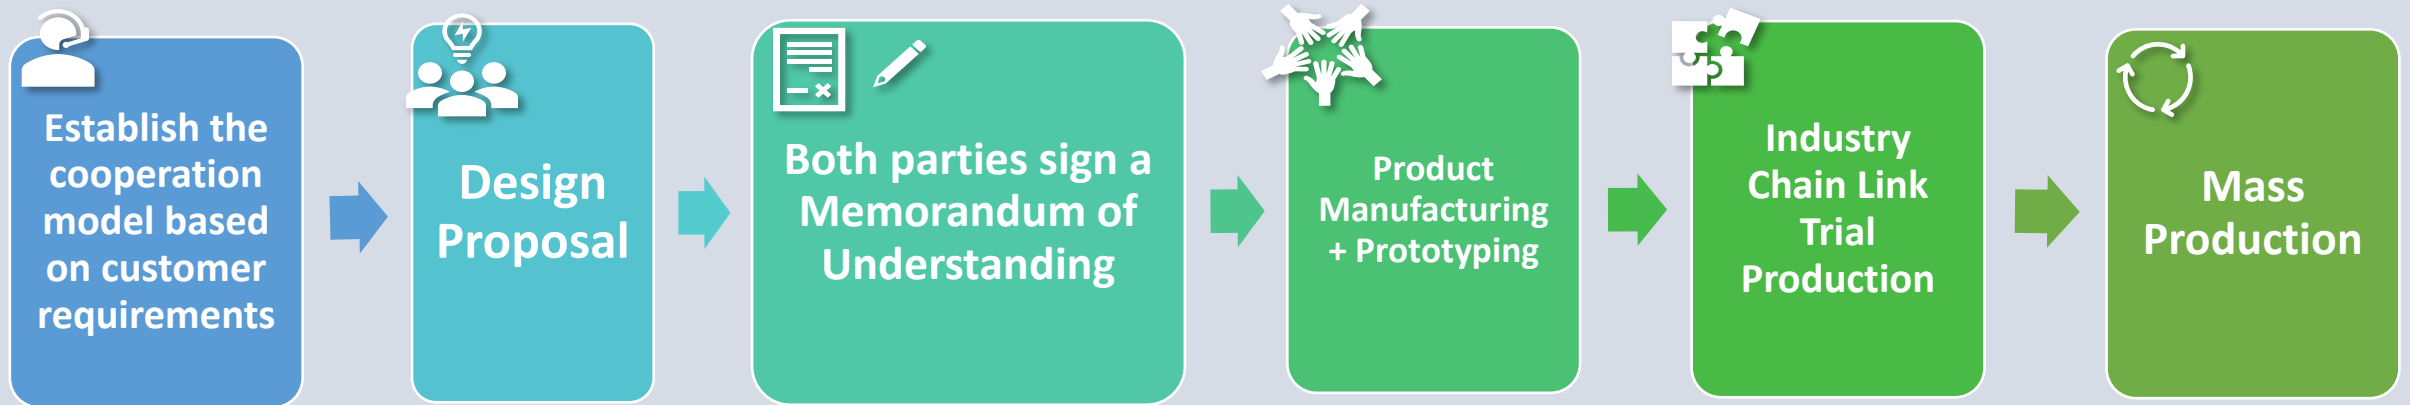 Establish the
cooperation
model based
on customer
requirements
Design
Proposal
Both parties sign a
Memorandum of
Understanding
Product
Manufacturing
+ Prototyping
Industry
Chain Link
Trial
Production
Mass
Production